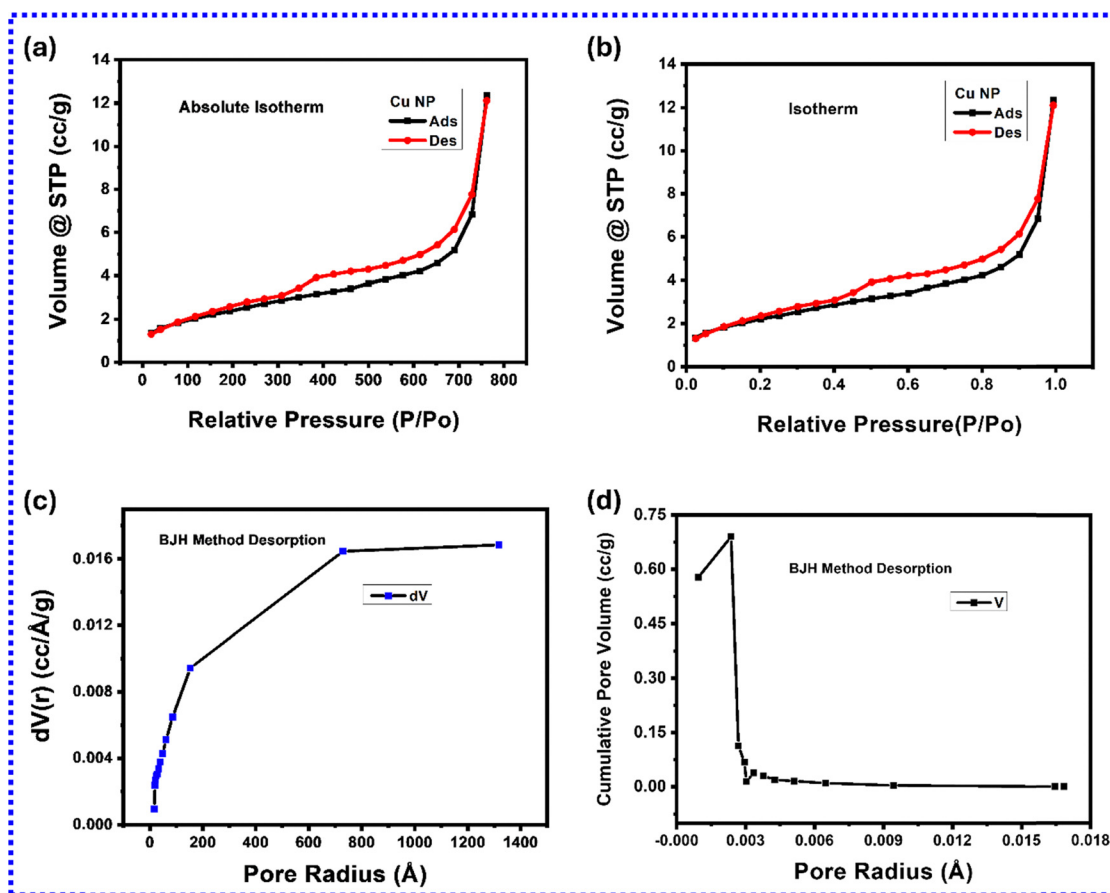 (a)
14
12
10
8
6
4
2
0
Volume @ STP (cc/g)
Absolute Isotherm
Cu NP
Ads
Des
0 100 200 300 400 500 600 700 800
Relative Pressure (P/Po)
(b)
14
12
10
8
6
4
2
0
Volume @ STP (cc/g)
Isotherm
Cu NP
Ads
Des
0.0 0.2 0.4 0.6 0.8 1.0
Relative Pressure(P/Po)
(c)
0.016
0.012
0.008
0.004
0.000
dV(r) (cc/Å/g)
BJH Method Desorption
dV
0 200 400 600 800 1000 1200 1400
Pore Radius (Å)
(d)
0.75
0.60
0.45
0.30
0.15
0.00
Cumulative Pore Volume (cc/g)
BJH Method Desorption
V
-0.000 0.003 0.006 0.009 0.012 0.015 0.018
Pore Radius (Å)